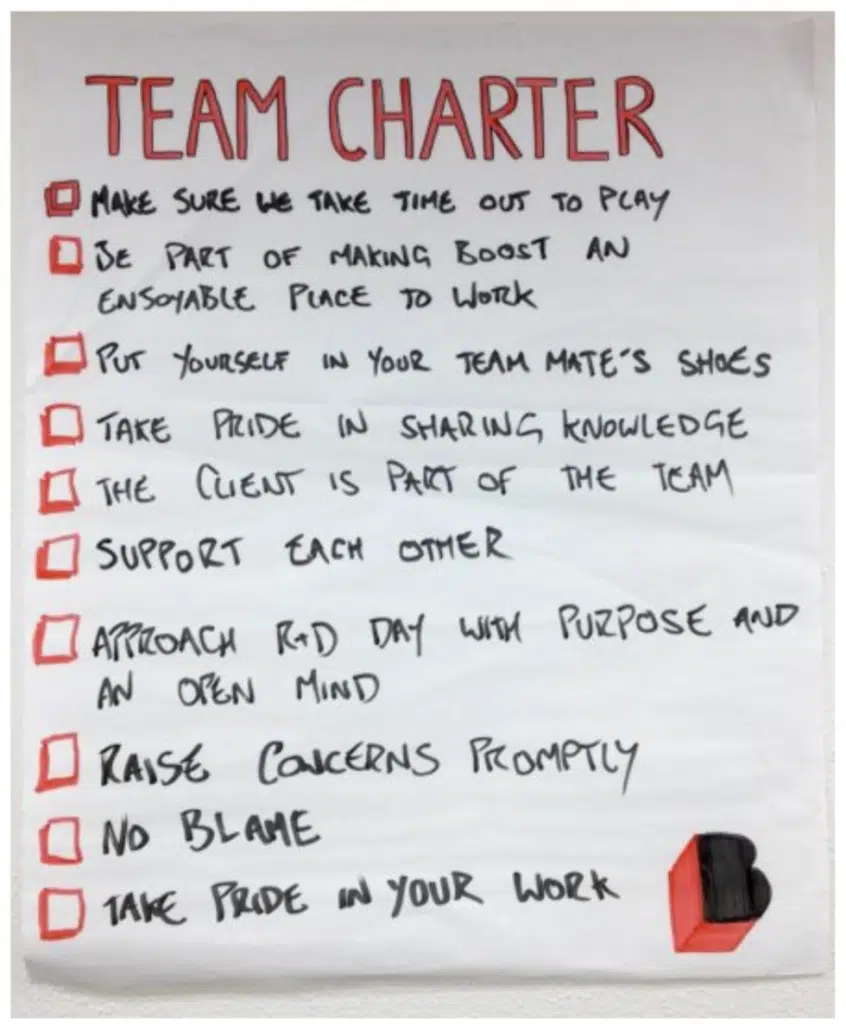 TEAM CHARTER
MAKE SURE WE TAKE TIME OUT TO PLAY
BE PART OF MAKING BOOST AN
ENJOYABLE PLACE TO WORK
PUT YOURSELF IN YOUR TEAM MATE'S SHOES
TAKE PRIDE IN SHARING KNOWLEDGE
THE CLIENT IS PART OF THE TEAM
SUPPORT EACH OTHER
APPROACH R+D DAY WITH PURPOSE AND
AN OPEN MIND
RAISE CONCERNS PROMPTLY
NO BLAME
TAKE PRIDE IN YOUR WORK
B